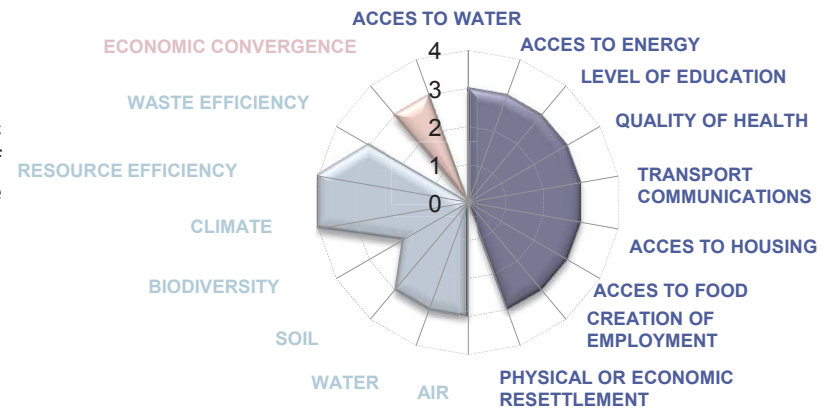 ACCES TO WATER
ACCES TO ENERGY
LEVEL OF EDUCATION
QUALITY OF HEALTH
TRANSPORT
COMMUNICATIONS
ACCES TO HOUSING
ACCES TO FOOD
CREATION OF
EMPLOYMENT
PHYSICAL OR ECONOMIC
RESETTLEMENT
AIR
WATER
SOIL
BIODIVERSITY
CLIMATE
RESOURCE EFFICIENCY
WASTE EFFICIENCY
ECONOMIC CONVERGENCE
4
3
2
1
0